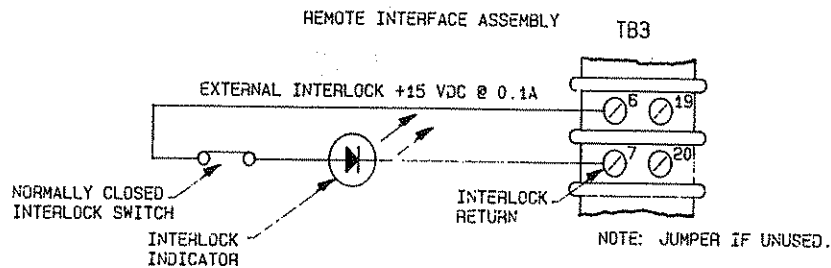 REMOTE INTERFACE ASSEMBLY
TB3
EXTERNAL INTERLOCK +15 VDC @ 0.1A
6
19
7
20
NORMALLY CLOSED
INTERLOCK SWITCH
INTERLOCK
INDICATOR
INTERLOCK
RETURN
NOTE: JUMPER IF UNUSED.